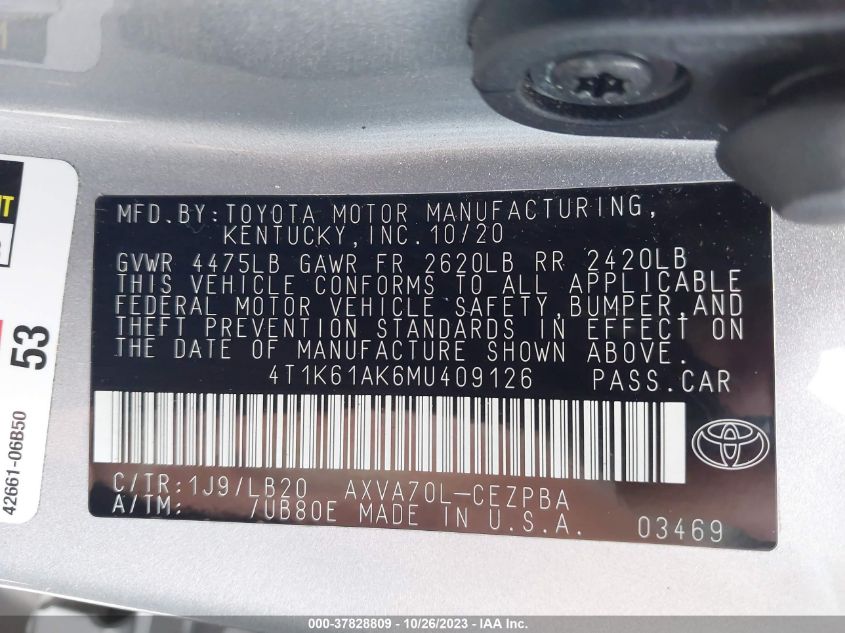 MFD.BY:TOYOTA MOTOR MANUFACTURING,
KENTUCKY,INC.10/20
GVWR 4475LB GAWR FR 2620LB RR 2420LB
THIS VEHICLE CONFORMS TO ALL APPLICABLE
FEDERAL MOTOR VEHICLE SAFETY,BUMPER,AND
THEFT PREVENTION STANDARDS IN EFFECT ON
THE DATE OF MANUFACTURE SHOWN ABOVE.
4T1K61AK6MU409126 PASS.CAR
C/TR:1J9/LB20 AXVA70L-CEZPBA
A/TM: /UB80E MADE IN U.S.A. 03469
53
42661-06B50
000-37828809 - 10/26/2023 - IAA Inc.